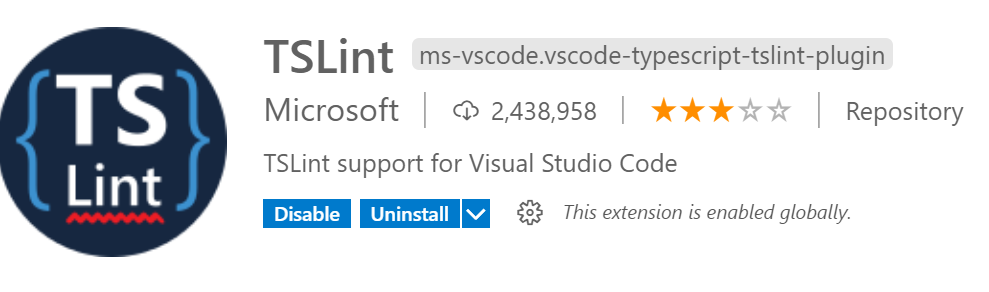 TS
Lint
TSLint ms-vscode.vscode-typescript-tslint-plugin
Microsoft 2,438,958 Repository
TSLint support for Visual Studio Code
Disable Uninstall This extension is enabled globally.